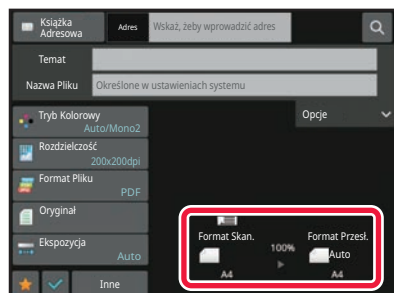 Książka
Adresowa
Adres
Wskaż, żeby wprowadzić adres
Temat
Nazwa Pliku
Określone w ustawieniach systemu
Tryb Kolorowy
Auto/Mono2
Opcje
Rozdzielczość
200x200dpi
Format Pliku
PDF
Oryginał
Ekspozycja
Auto
Format Skan.
100%
Format Przesł.
Auto
A4
A4
Inne